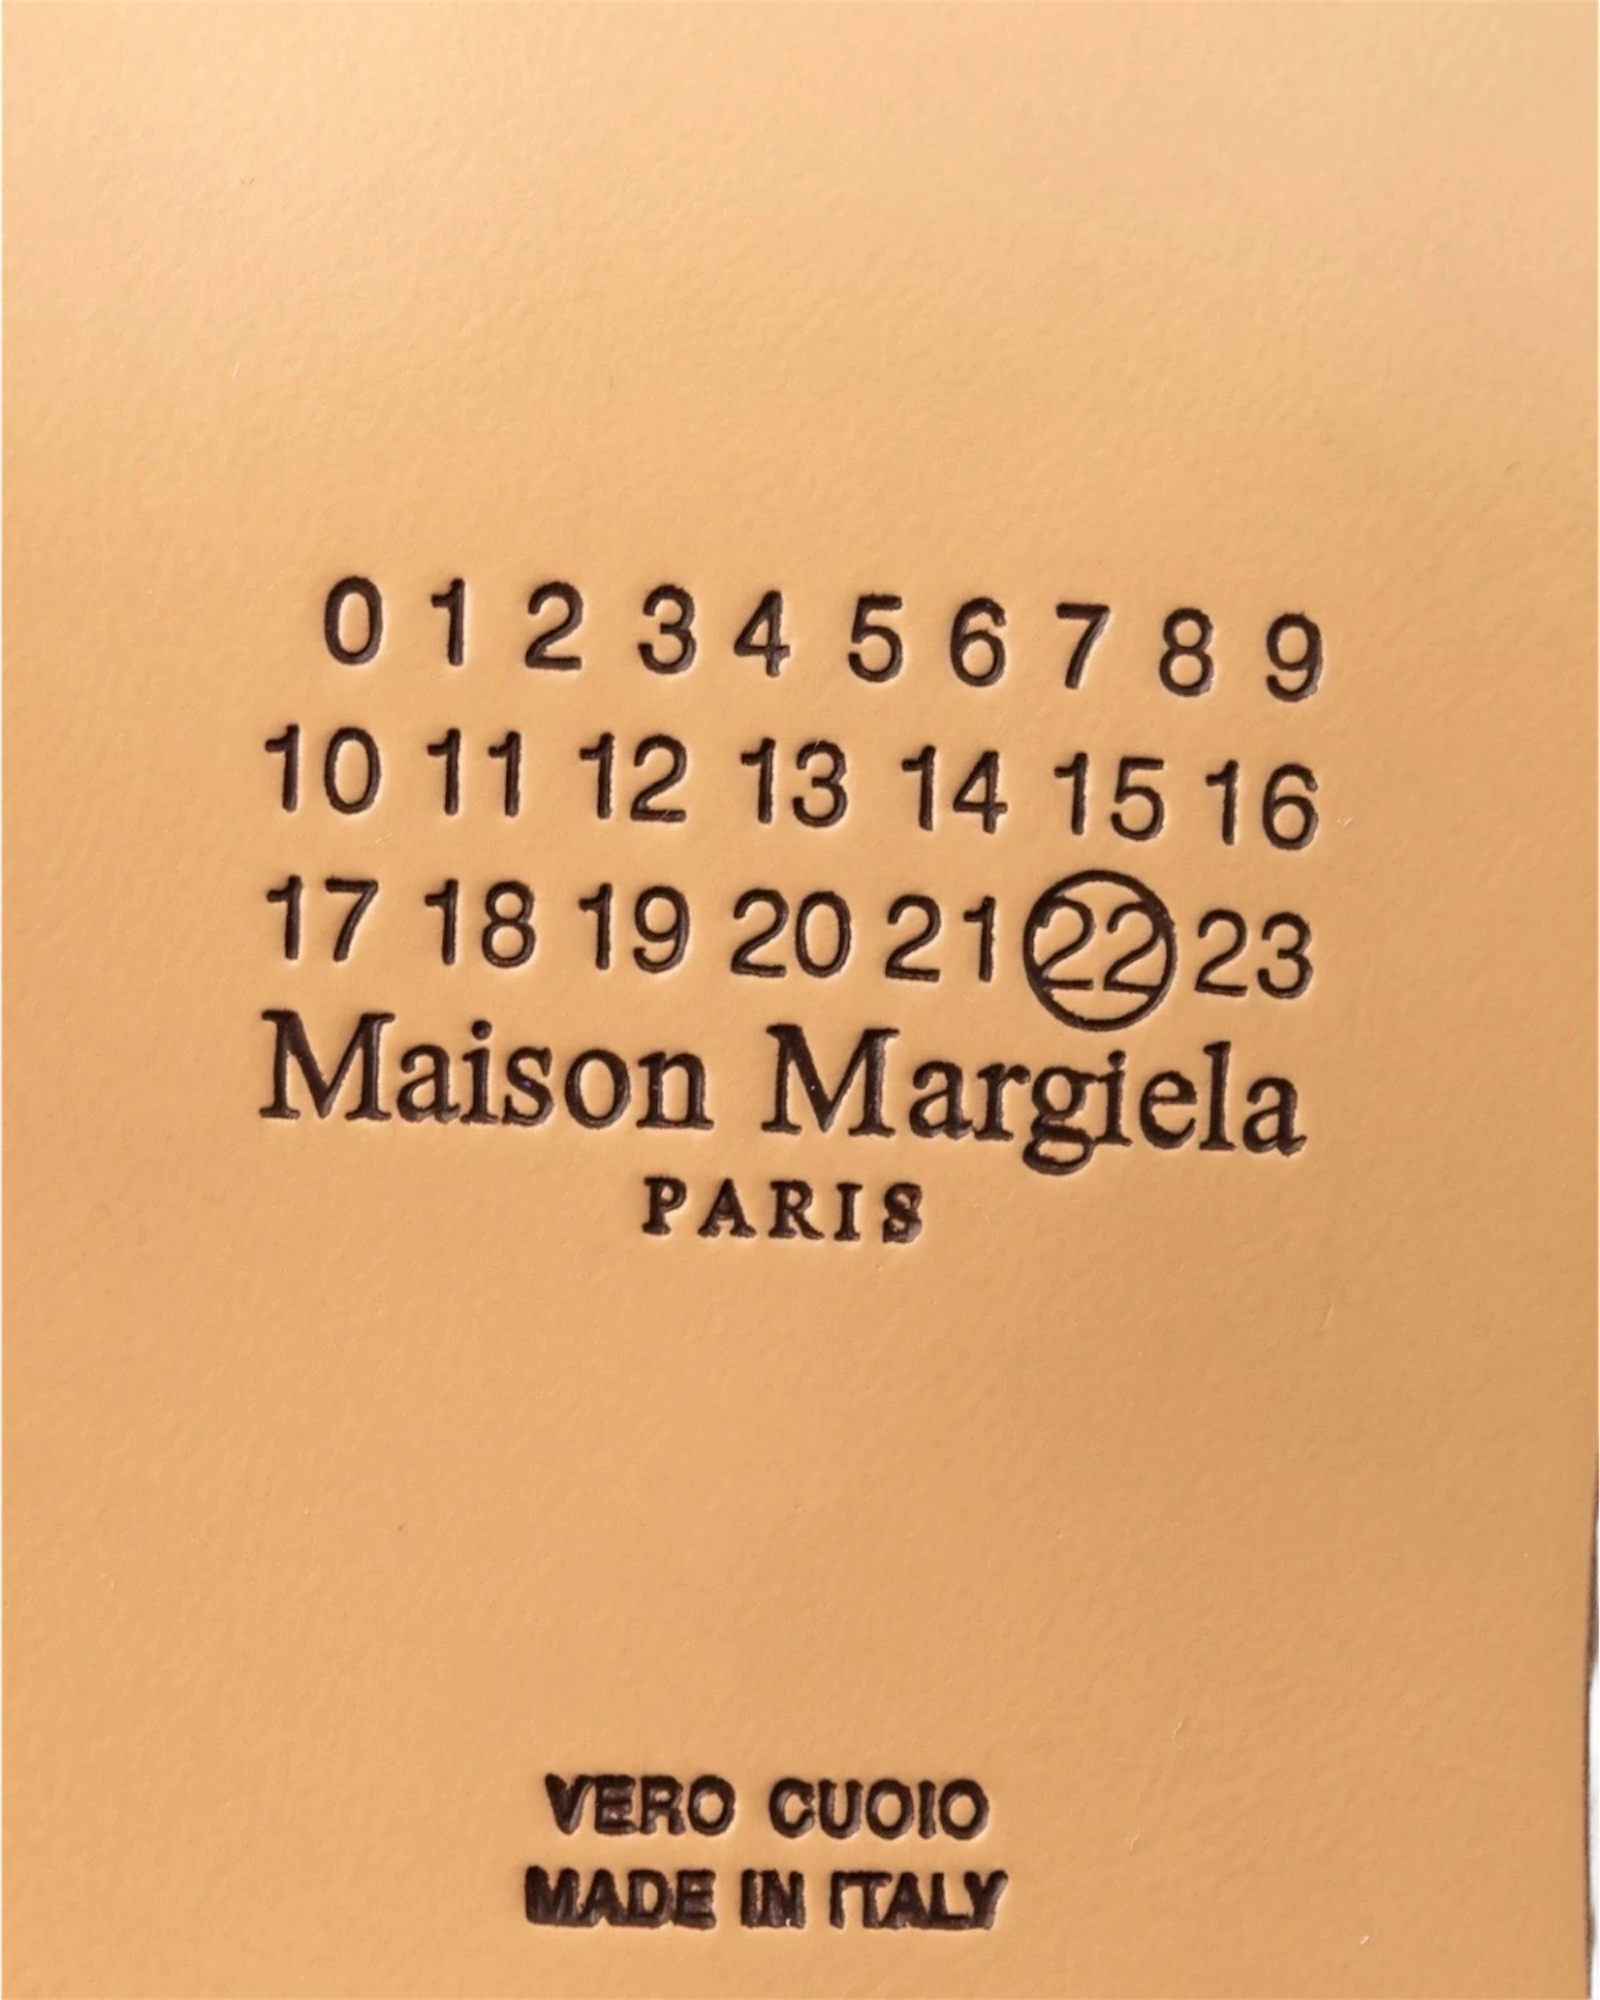 0 1 2 3 4 5 6 7 8 9
10 11 12 13 14 15 16
17 18 19 20 21 22 23
Maison Margiela
PARIS
VERO CUOIO
MADE IN ITALY